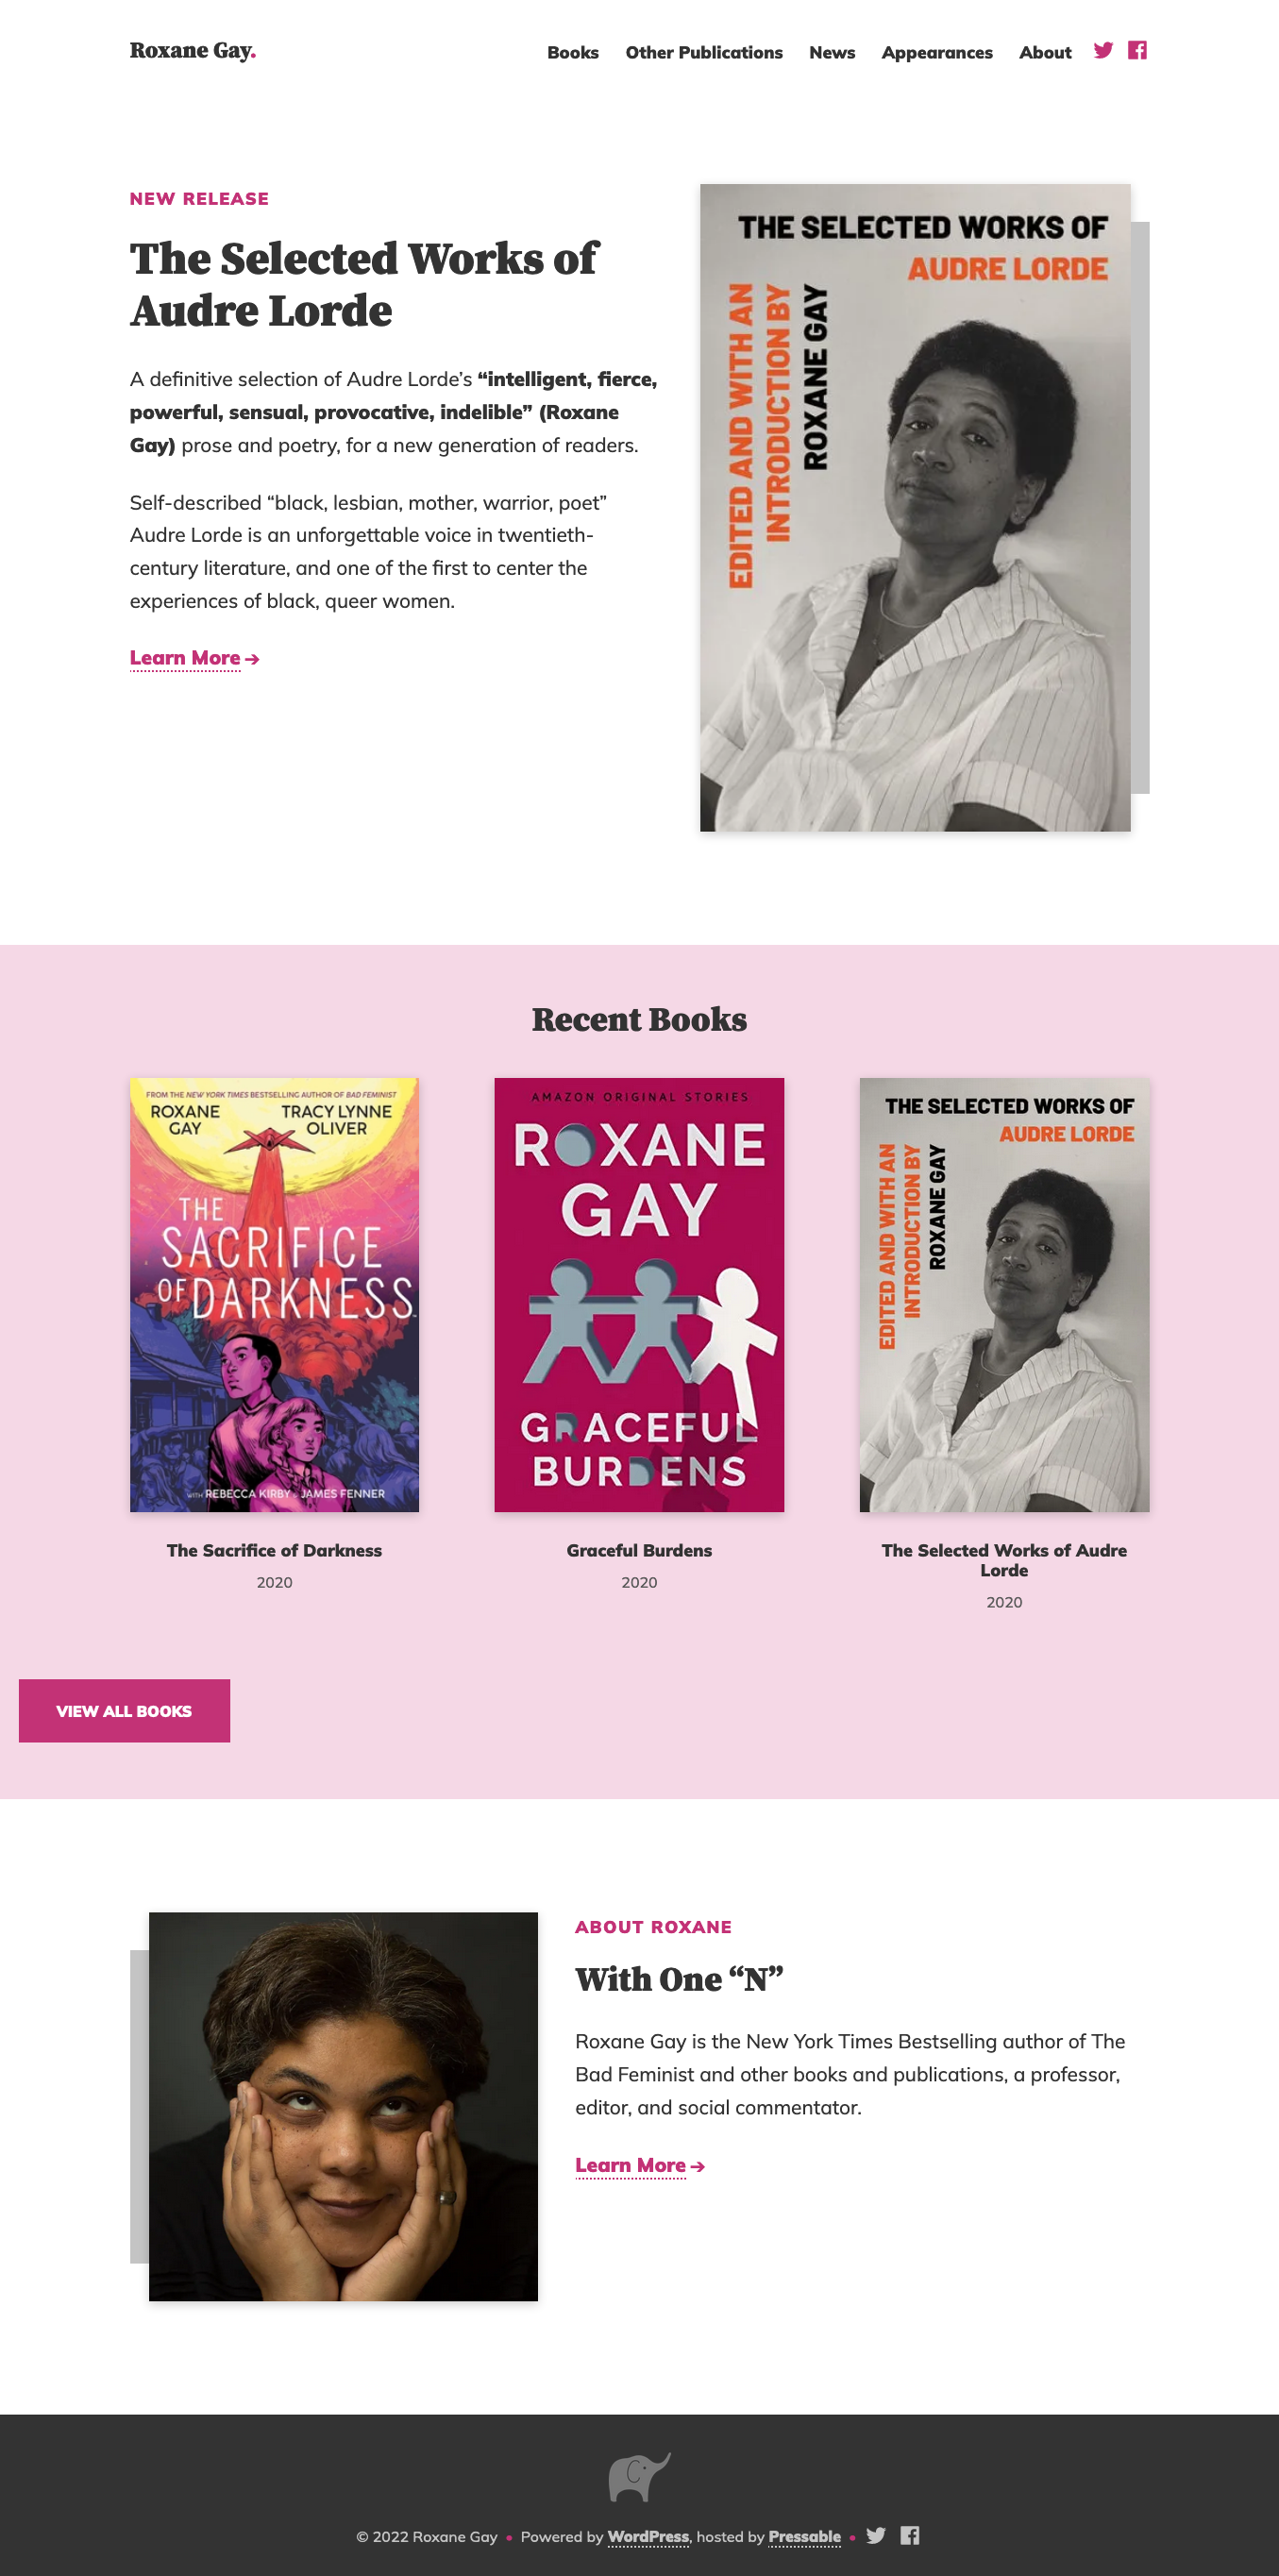 Roxane Gay.
Books Other Publications News Appearances About
NEW RELEASE
The Selected Works of
Audre Lorde
A definitive selection of Audre Lorde’s “intelligent, fierce,
powerful, sensual, provocative, indelible” (Roxane
Gay) prose and poetry, for a new generation of readers.
Self-described “black, lesbian, mother, warrior, poet”
Audre Lorde is an unforgettable voice in twentieth-
century literature, and one of the first to center the
experiences of black, queer women.
Learn More →
THE SELECTED WORKS OF
AUDRE LORDE
EDITED AND WITH AN
INTRODUCTION BY
ROXANE GAY
Recent Books
FROM THE NEW YORK TIMES BESTSELLING AUTHOR OF BAD FEMINIST
ROXANE GAY
TRACY LYNNE OLIVER
THE
SACRIFICE
OF DARKNESS
WITH REBECCA KIRBY JAMES FENNER
The Sacrifice of Darkness
2020
AMAZON ORIGINAL STORIES
ROXANE
GAY
GRACEFUL
BURDENS
Graceful Burdens
2020
THE SELECTED WORKS OF
AUDRE LORDE
EDITED AND WITH AN
INTRODUCTION BY
ROXANE GAY
The Selected Works of Audre
Lorde
2020
VIEW ALL BOOKS
ABOUT ROXANE
With One “N”
Roxane Gay is the New York Times Bestselling author of The
Bad Feminist and other books and publications, a professor,
editor, and social commentator.
Learn More →
© 2022 Roxane Gay • Powered by WordPress, hosted by Pressable •